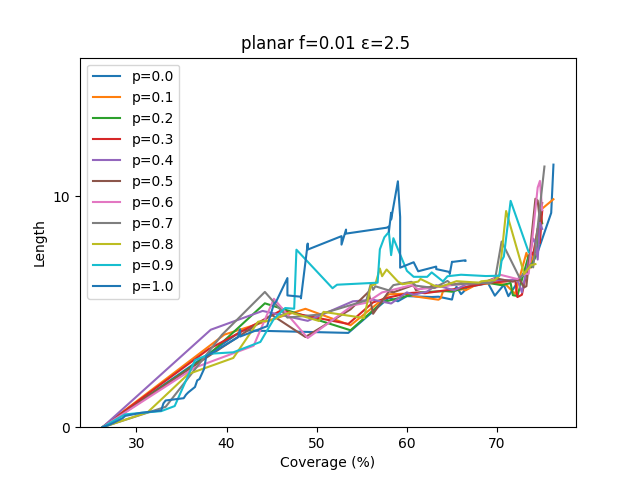 planar f=0.01 ε=2.5
p=0.0
p=0.1
p=0.2
p=0.3
p=0.4
p=0.5
p=0.6
p=0.7
p=0.8
p=0.9
p=1.0
10
0
Length
30 40 50 60 70
Coverage (%)